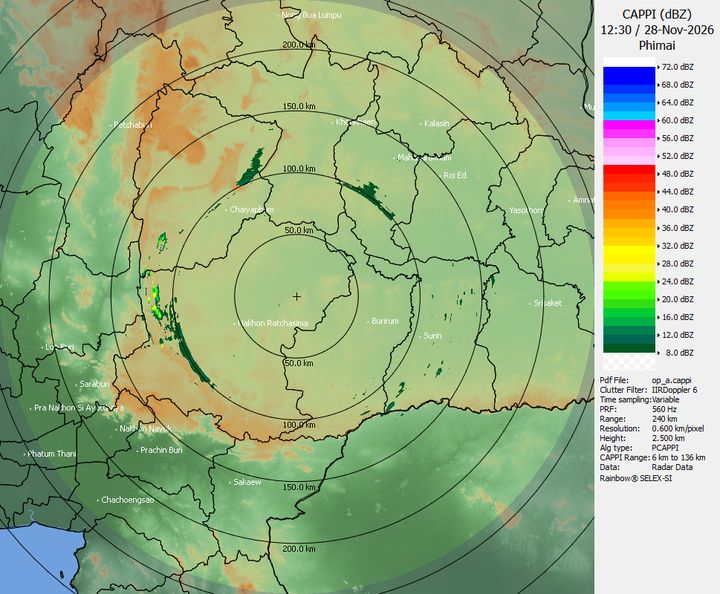 CAPPI (dBZ)
12:30 / 28-Nov-2026
Phimai
72.0 dBZ
68.0 dBZ
64.0 dBZ
60.0 dBZ
56.0 dBZ
52.0 dBZ
48.0 dBZ
44.0 dBZ
40.0 dBZ
36.0 dBZ
32.0 dBZ
28.0 dBZ
24.0 dBZ
20.0 dBZ
16.0 dBZ
12.0 dBZ
8.0 dBZ
Pdf File: op_a.cappi
Clutter Filter: IIRDoppler 6
Time sampling:Variable
PRF: 560 Hz
Range: 240 km
Resolution: 0.600 km/pixel
Height: 2.500 km
Alg type: PCAPPI
CAPPI Range: 6 km to 136 km
Data: Radar Data
Rainbow® SELEX-SI
Nong Bua Lumpu
200.0 km
150.0 km
Petchabun
Kalasin
100.0 km
Roi Ed
Chaiyaphum
Yasothorn
50.0 km
Srisaket
Nakhon Ratchasima
Burirum
Surin
50.0 km
Saraburi
100.0 km
Nakhon Nayok
Prachin Buri
Phatum Thani
Sakaew
150.0 km
Chachoengsao
200.0 km